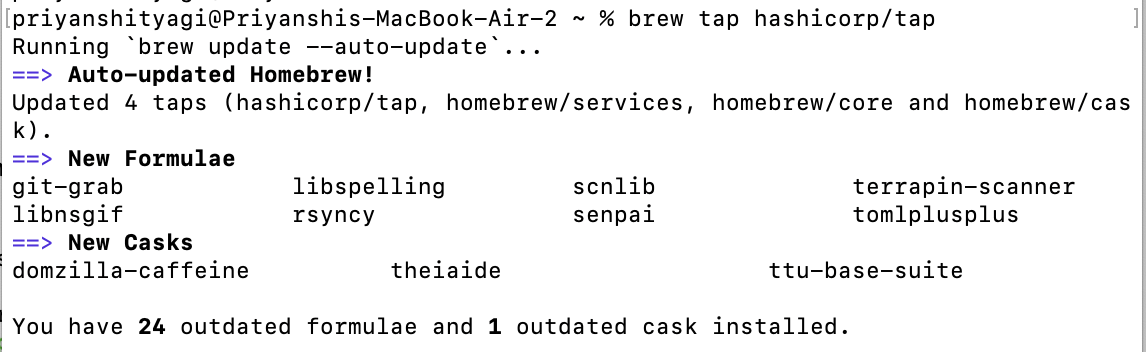 [priyanshityagi@Priyanshis-MacBook-Air-2 ~ % brew tap hashicorp/tap ]
Running `brew update --auto-update`...
==> Auto-updated Homebrew!
Updated 4 taps (hashicorp/tap, homebrew/services, homebrew/core and homebrew/cas
k).
==> New Formulae
git-grab libspelling scnlib terrapin-scanner
libnsgif rsyncy senpai tomlplusplus
==> New Casks
domzilla-caffeine theiaide ttu-base-suite
You have 24 outdated formulae and 1 outdated cask installed.